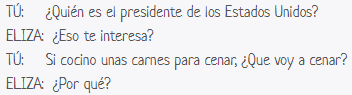 TÚ: ¿Quién es el presidente de los Estados Unidos?
ELIZA: ¿Eso te interesa?
TÚ: Si cocino unas carnes para cenar, ¿Que voy a cenar?
ELIZA: ¿Por qué?